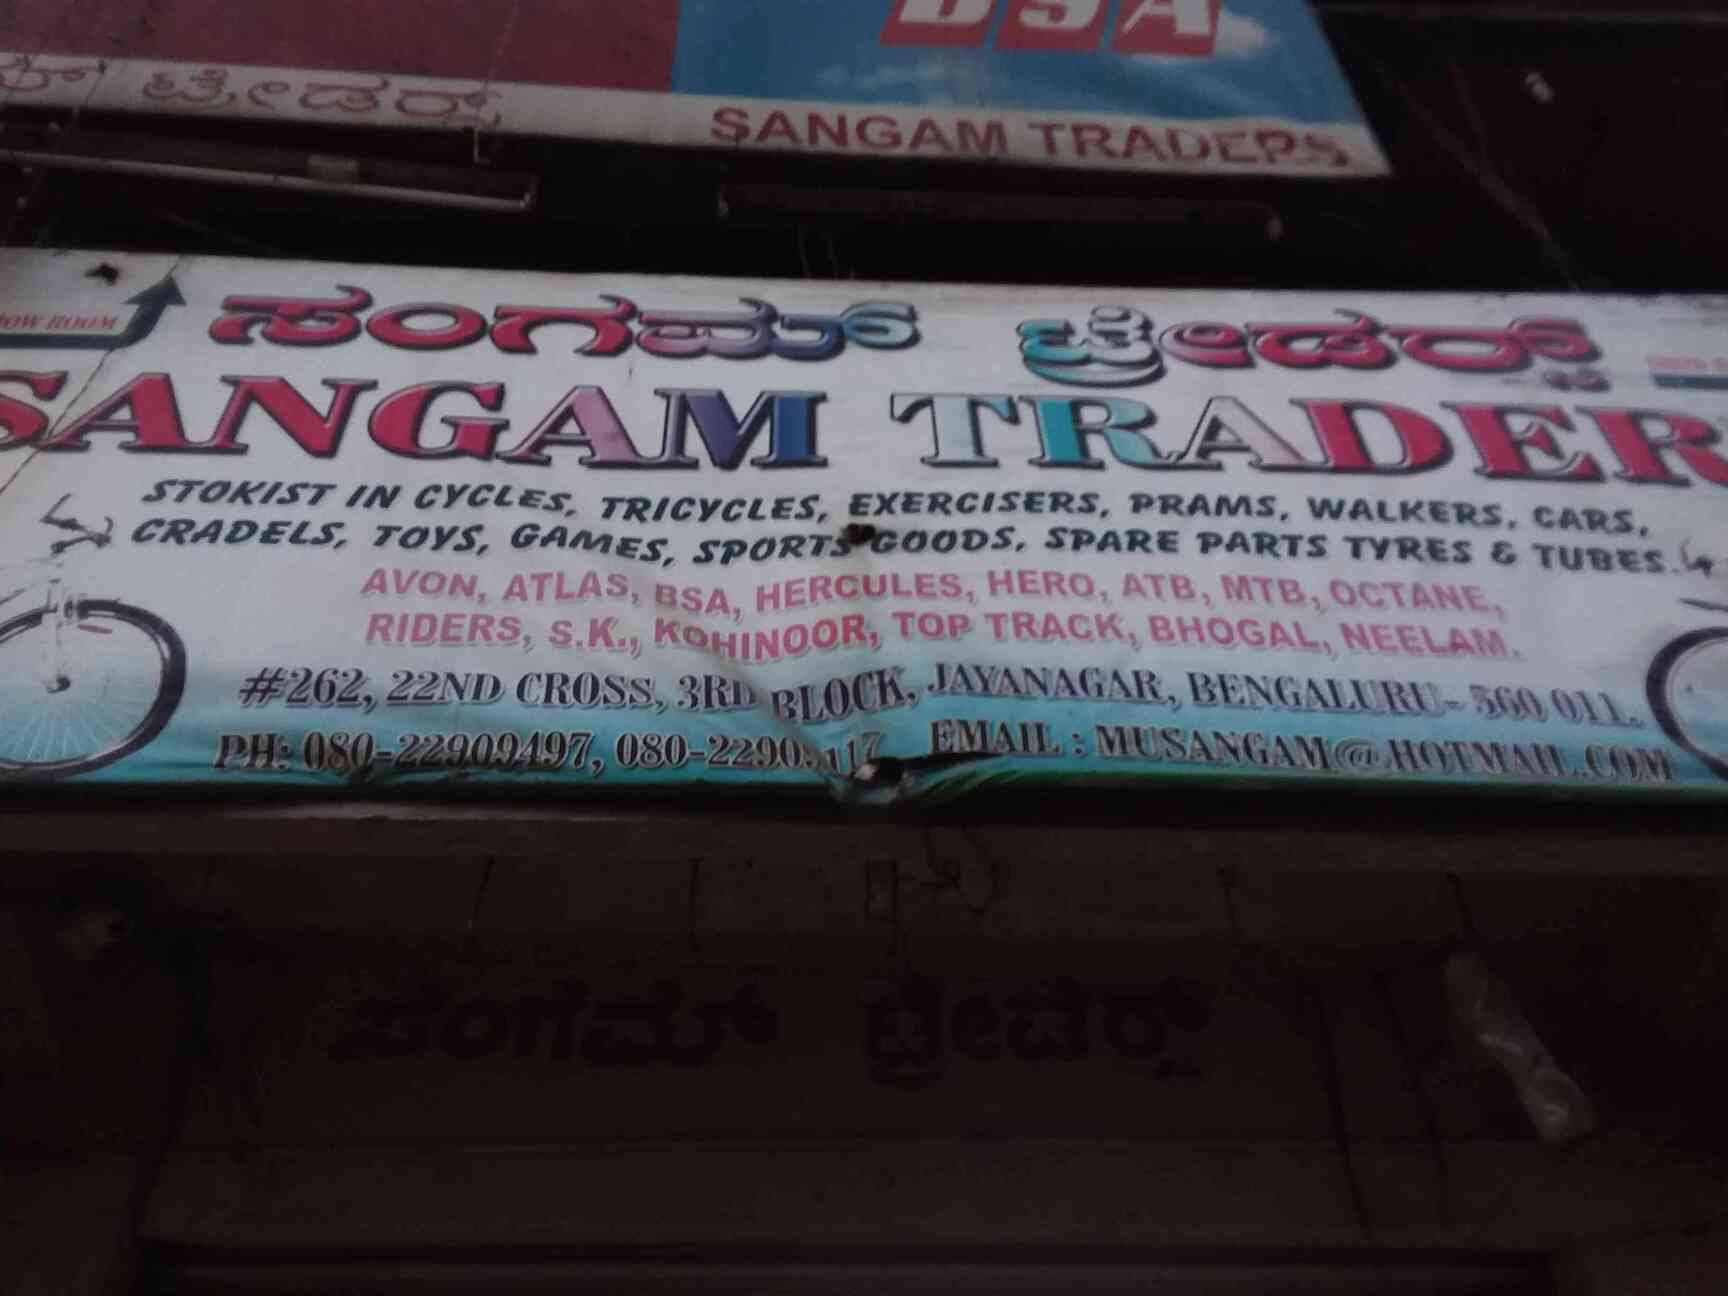 BSA
ಟ್ರೇಡರ್ಸ್
SANGAM TRADERS
ROOM
ಸಂಗಮ್ ಟ್ರೇಡರ್ಸ್
SANGAM TRADER
STOKIST IN CYCLES, TRICYCLES, EXERCISERS, PRAMS, WALKERS, CARS,
CRADELS, TOYS, GAMES, SPORTS GOODS, SPARE PARTS TYRES & TUBES.
AVON, ATLAS, BSA, HERCULES, HERO, ATB, MTB, OCTANE,
RIDERS, S.K., KOHINOOR, TOP TRACK, BHOGAL, NEELAM.
#262, 22ND CROSS, 3RD BLOCK, JAYANAGAR, BENGALURU- 560 011.
PH: 080-22909497, EMAIL : MUSANGAM@HOTMAIL.COM
ಸಂಗಮ್ ಟ್ರೇಡರ್ಸ್